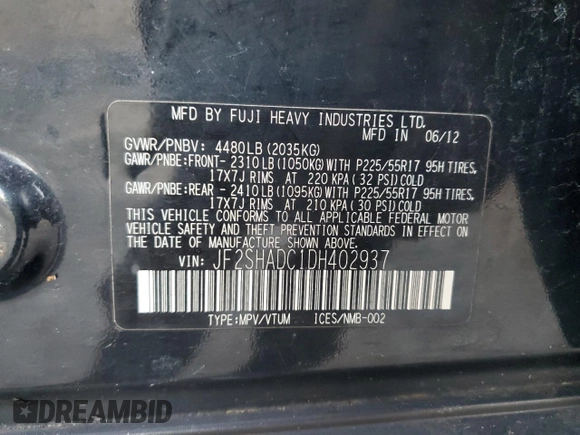 MFD BY FUJI HEAVY INDUSTRIES LTD.
MFD IN 06/12
GVWR/PNBV: 4480LB (2035KG)
GAWR/PNBE:FRONT- 2310LB(1050KG)WITH P225/55R17 95H TIRES,
17X7J RIMS AT 220 KPA (32 PSI)COLD
GAWR/PNBE:REAR - 2410LB(1095KG)WITH P225/55R17 95H TIRES,
17X7J RIMS AT 210 KPA (30 PSI)COLD
THIS VEHICLE CONFORMS TO ALL APPLICABLE FEDERAL MOTOR
VEHICLE SAFETY AND THEFT PREVENTION STANDARDS IN EFFECT
ON THE DATE OF MANUFACTURE SHOWN ABOVE.
VIN: JF2SHADC1DH402937
TYPE:MPV/VTUM ICES/NMB-002
DREAMBID